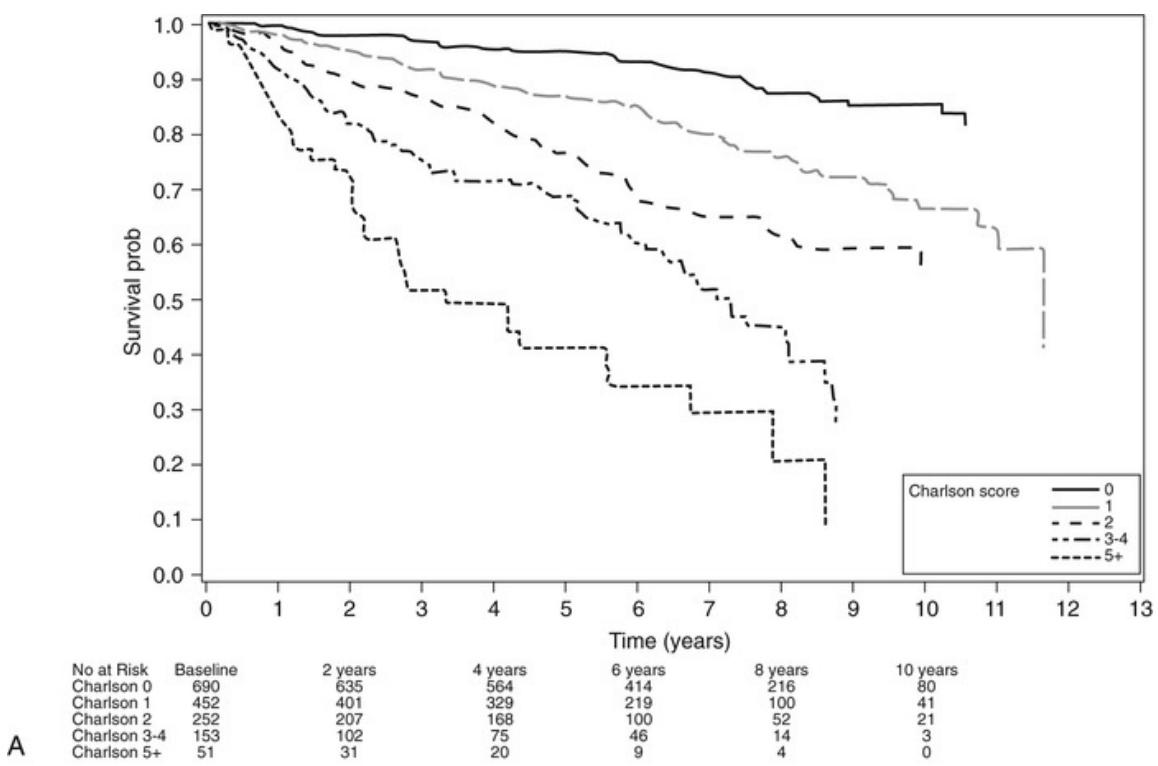 1.0
0.9
0.8
0.7
0.6
0.5
0.4
0.3
0.2
0.1
0.0
Survival prob
Charlson score
0
1
2
3-4
5+
0 1 2 3 4 5 6 7 8 9 10 11 12 13
Time (years)
No at Risk Baseline 2 years 4 years 6 years 8 years 10 years
Charlson 0 690 635 564 414 216 80
Charlson 1 452 401 329 219 100 41
Charlson 2 252 207 168 100 52 21
Charlson 3-4 153 102 75 46 14 3
Charlson 5+ 51 31 20 9 4 0
A